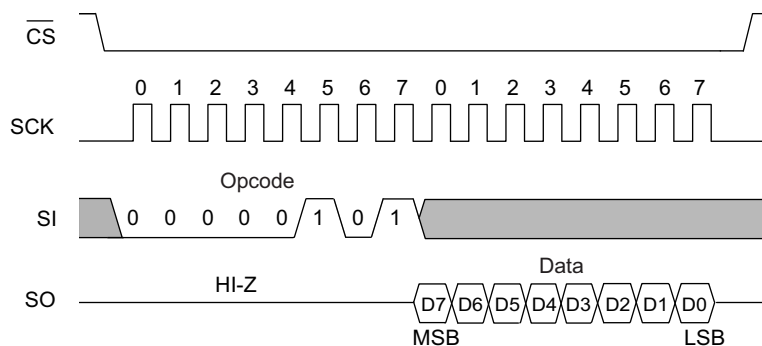 CS
0 1 2 3 4 5 6 7 0 1 2 3 4 5 6 7
SCK
Opcode
SI 0 0 0 0 0 1 0 1
HI-Z Data
SO D7 D6 D5 D4 D3 D2 D1 D0
MSB LSB